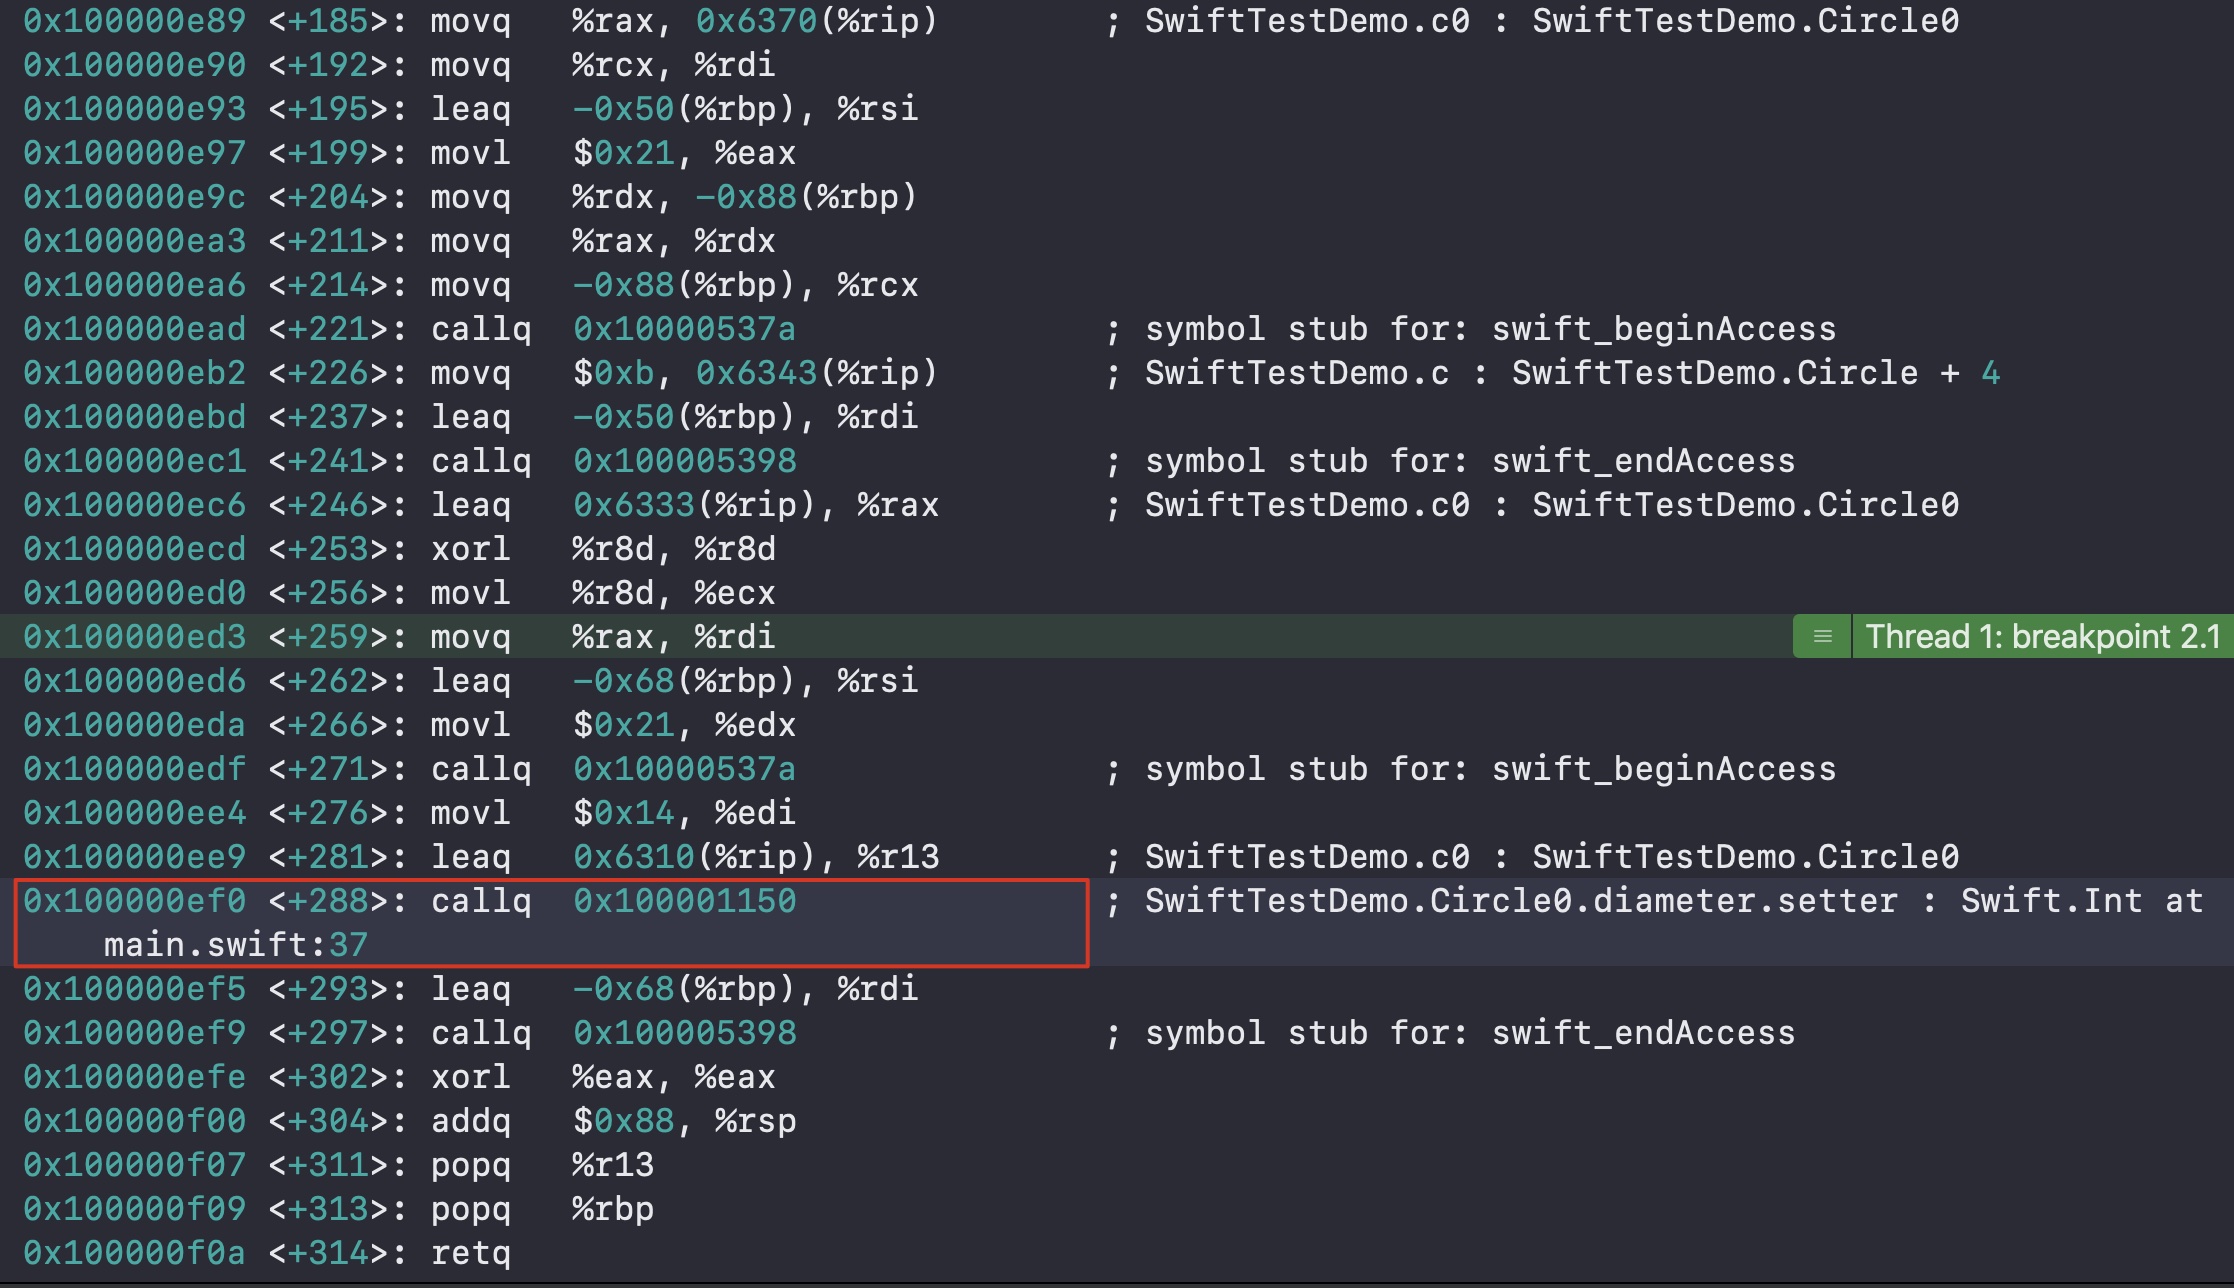 0x100000e89 <+185>: movq   %rax, 0x6370(%rip)        ; SwiftTestDemo.c0 : SwiftTestDemo.Circle0
0x100000e90 <+192>: movq   %rcx, %rdi
0x100000e93 <+195>: leaq   -0x50(%rbp), %rsi
0x100000e97 <+199>: movl   $0x21, %eax
0x100000e9c <+204>: movq   %rdx, -0x88(%rbp)
0x100000ea3 <+211>: movq   %rax, %rdx
0x100000ea6 <+214>: movq   -0x88(%rbp), %rcx
0x100000ead <+221>: callq  0x10000537a               ; symbol stub for: swift_beginAccess
0x100000eb2 <+226>: movq   $0xb, 0x6343(%rip)        ; SwiftTestDemo.c : SwiftTestDemo.Circle + 4
0x100000ebd <+237>: leaq   -0x50(%rbp), %rdi
0x100000ec1 <+241>: callq  0x100005398               ; symbol stub for: swift_endAccess
0x100000ec6 <+246>: leaq   0x6333(%rip), %rax        ; SwiftTestDemo.c0 : SwiftTestDemo.Circle0
0x100000ecd <+253>: xorl   %r8d, %r8d
0x100000ed0 <+256>: movl   %r8d, %ecx
0x100000ed3 <+259>: movq   %rax, %rdi                Thread 1: breakpoint 2.1
0x100000ed6 <+262>: leaq   -0x68(%rbp), %rsi
0x100000eda <+266>: movl   $0x21, %edx
0x100000edf <+271>: callq  0x10000537a               ; symbol stub for: swift_beginAccess
0x100000ee4 <+276>: movl   $0x14, %edi
0x100000ee9 <+281>: leaq   0x6310(%rip), %r13        ; SwiftTestDemo.c0 : SwiftTestDemo.Circle0
0x100000ef0 <+288>: callq  0x100001150               ; SwiftTestDemo.Circle0.diameter.setter : Swift.Int at
main.swift:37
0x100000ef5 <+293>: leaq   -0x68(%rbp), %rdi
0x100000ef9 <+297>: callq  0x100005398               ; symbol stub for: swift_endAccess
0x100000efe <+302>: xorl   %eax, %eax
0x100000f00 <+304>: addq   $0x88, %rsp
0x100000f07 <+311>: popq   %r13
0x100000f09 <+313>: popq   %rbp
0x100000f0a <+314>: retq